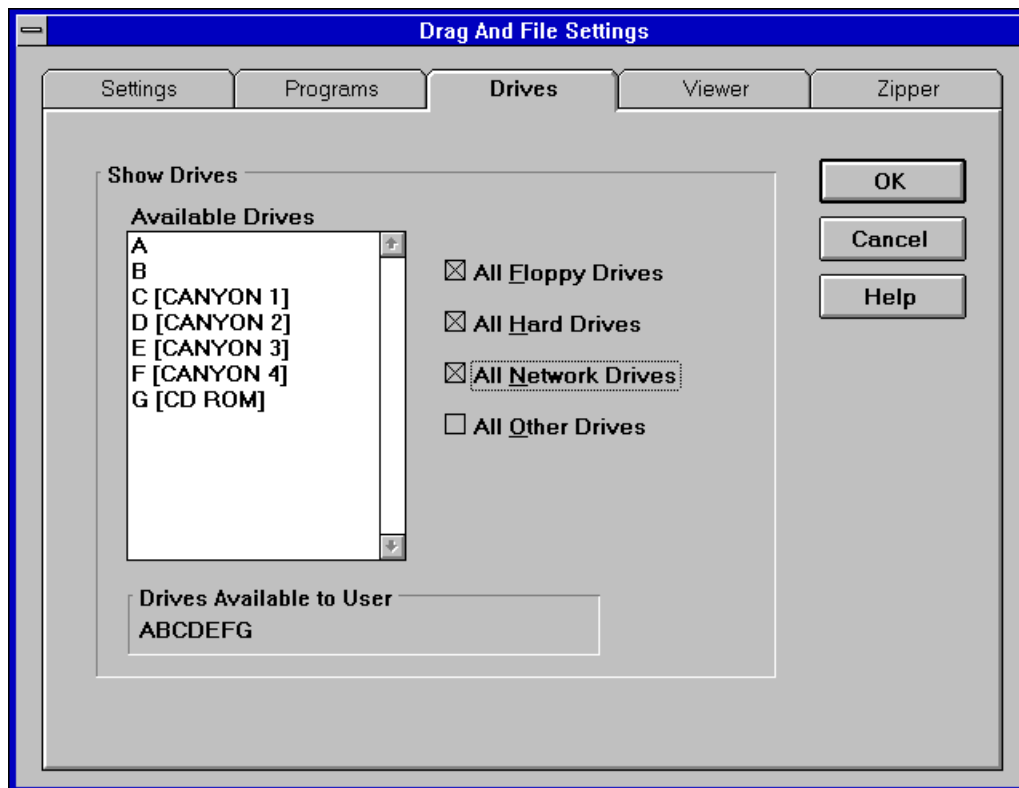 Drag And File Settings
Settings
Programs
Drives
Viewer
Zipper
Show Drives
Available Drives
A
B
C [CANYON 1]
D [CANYON 2]
E [CANYON 3]
F [CANYON 4]
G [CD ROM]
All Floppy Drives
All Hard Drives
All Network Drives
All Other Drives
OK
Cancel
Help
Drives Available to User
ABCDEFG